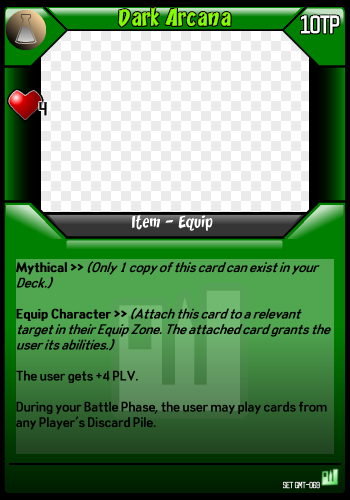 Dark Arcana
10TP
4
Item - Equip
Mythical >> (Only 1 copy of this card can exist in your
Deck.)
Equip Character >> (Attach this card to a relevant
target in their Equip Zone. The attached card grants the
user its abilities.)
The user gets +4 PLV.
During your Battle Phase, the user may play cards from
any Player's Discard Pile.
SET GMT-069